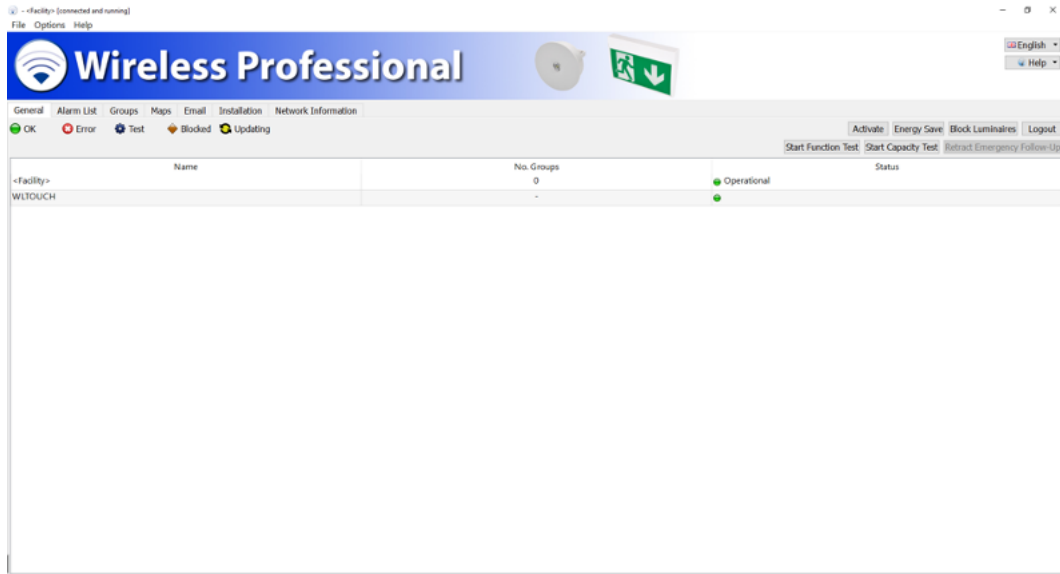 - <Facility> [connected and running]
File Options Help
Wireless Professional
English
Help
General Alarm List Groups Maps Email Installation Network Information
OK Error Test Blocked Updating
Activate Energy Save Block Luminaires Logout
Start Function Test Start Capacity Test Retract Emergency Follow-Up
Name No. Groups Status
<Facility> 0 Operational
WLTOUCH -